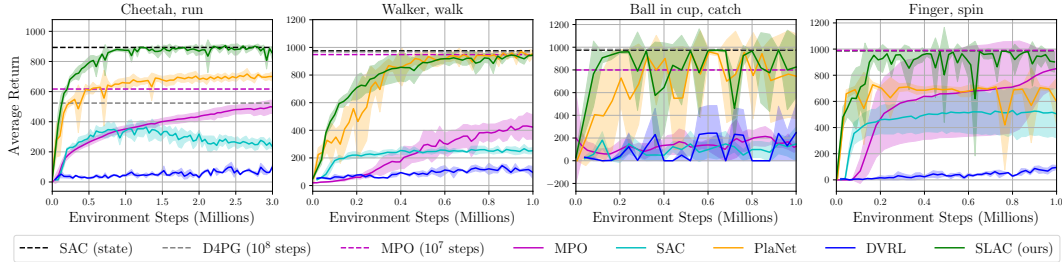 Cheetah, run
Walker, walk
Ball in cup, catch
Finger, spin
Average Return
1000
800
600
400
200
0
0.0 0.5 1.0 1.5 2.0 2.5 3.0
Environment Steps (Millions)
1200
1000
800
600
400
200
0
0.0 0.2 0.4 0.6 0.8 1.0
Environment Steps (Millions)
1200
1000
800
600
400
200
0
−200
0.0 0.2 0.4 0.6 0.8 1.0
Environment Steps (Millions)
1200
1000
800
600
400
200
0
0.0 0.2 0.4 0.6 0.8 1.0
Environment Steps (Millions)
SAC (state) D4PG (10⁸ steps) MPO (10⁷ steps) MPO SAC PlaNet DVRL SLAC (ours)